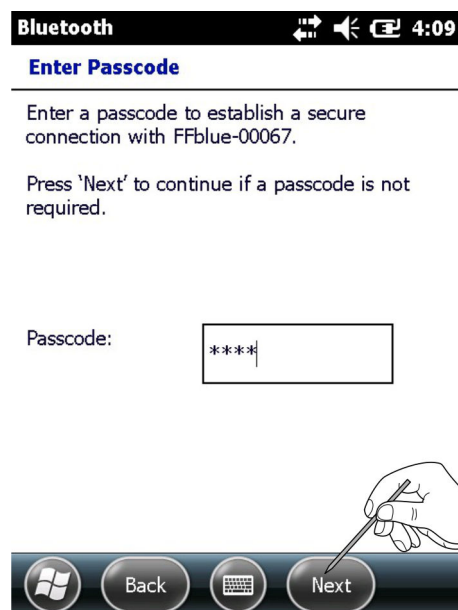 Bluetooth 4:09
Enter Passcode
Enter a passcode to establish a secure
connection with FFblue-00067.
Press 'Next' to continue if a passcode is not
required.
Passcode: ****
Back Next